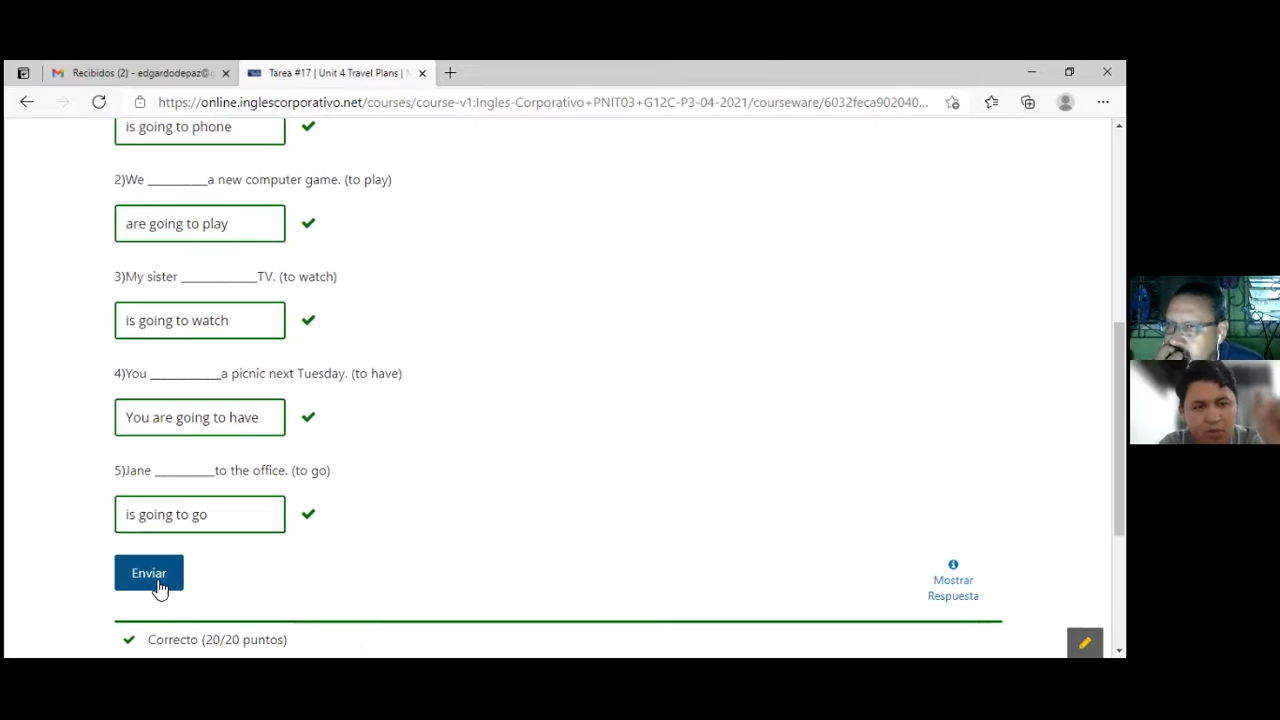 Recibidos (2) - edgardodepaz@
Tarea #17 | Unit 4 Travel Plans |
https://online.inglescorporativo.net/courses/course-v1:Ingles-Corporativo+PNIT03+G12C-P3-04-2021/courseware/6032feca902040...
is going to phone
2)We __________a new computer game. (to play)
are going to play
3)My sister _____________TV. (to watch)
is going to watch
4)You ____________a picnic next Tuesday. (to have)
You are going to have
5)Jane __________to the office. (to go)
is going to go
Enviar
Mostrar
Respuesta
Correcto (20/20 puntos)